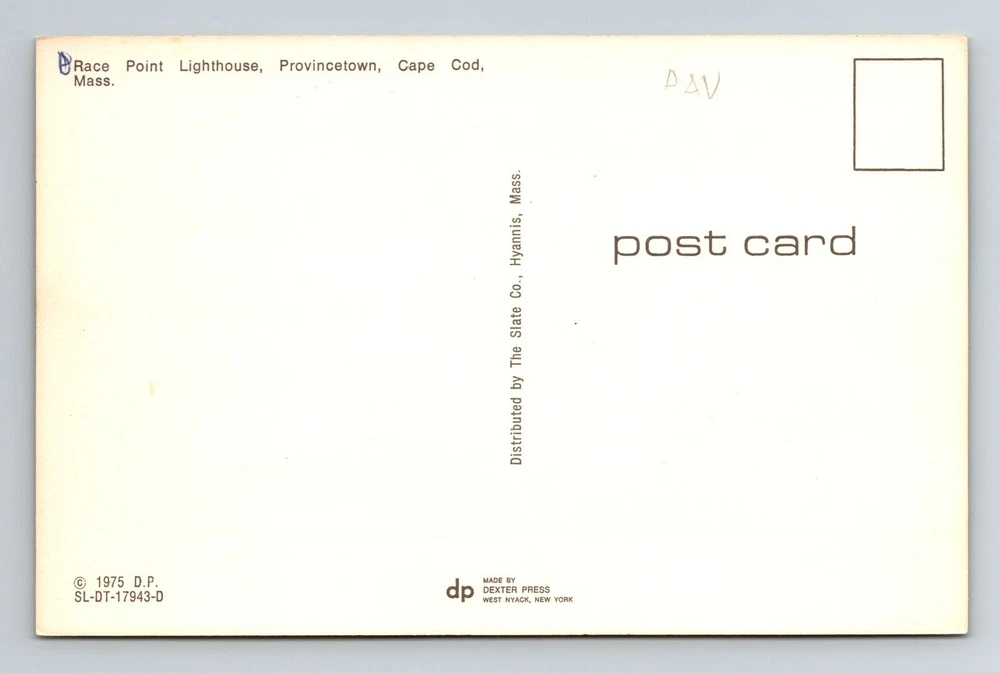 Race Point Lighthouse, Provincetown, Cape Cod,
Mass.
PAV
Distributed by The Slate Co., Hyannis, Mass.
post card
© 1975 D.P.
SL-DT-17943-D
dp
MADE BY
DEXTER PRESS
WEST NYACK, NEW YORK